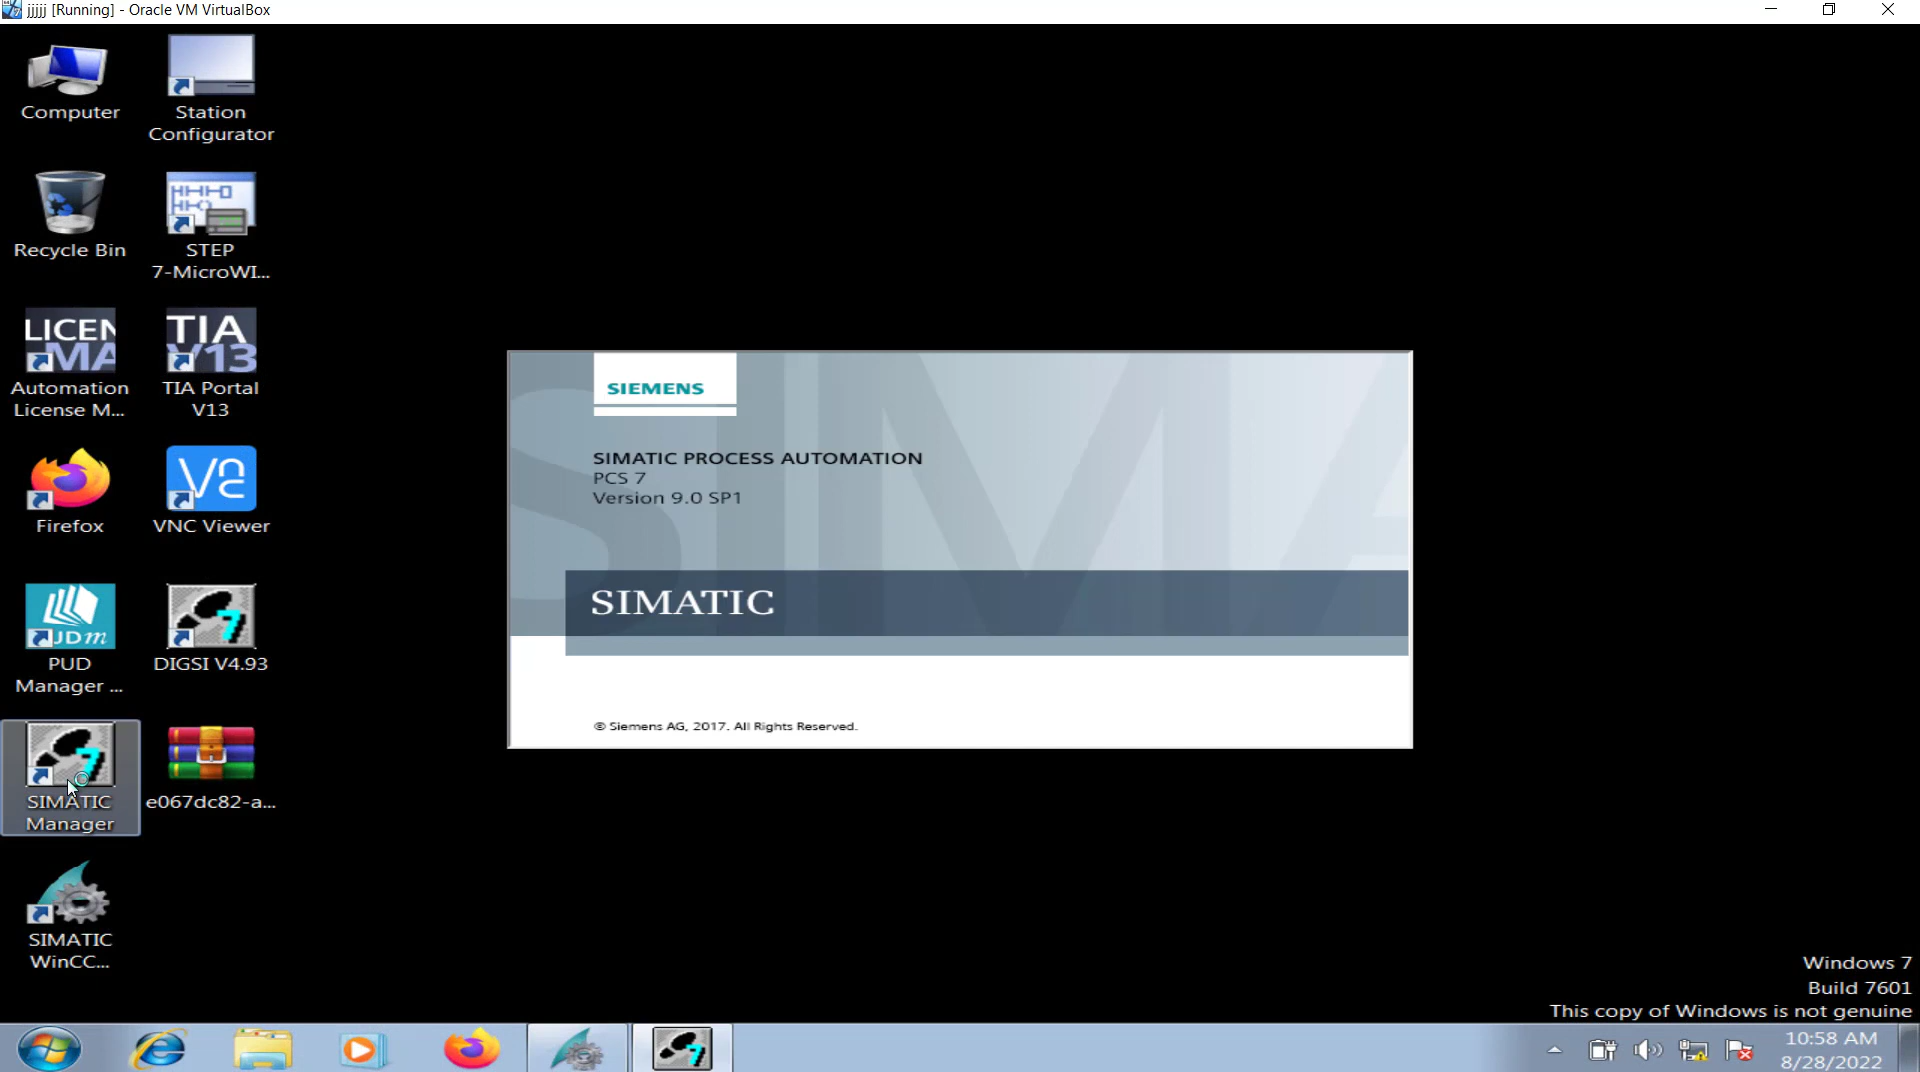 jjjjj [Running] - Oracle VM VirtualBox
Computer
Station
Configurator
Recycle Bin
STEP
7-MicroWI...
LICEN
MA
Automation
License M...
TIA
V13
TIA Portal
V13
Firefox
VNC Viewer
JDm
PUD
Manager ...
7
DIGSI V4.93
7
SIMATIC
Manager
e067dc82-a...
SIMATIC
WinCC...
SIEMENS
SIMATIC PROCESS AUTOMATION
PCS 7
Version 9.0 SP1
SIMATIC
© Siemens AG, 2017. All Rights Reserved.
Windows 7
Build 7601
This copy of Windows is not genuine
10:58 AM
8/28/2022